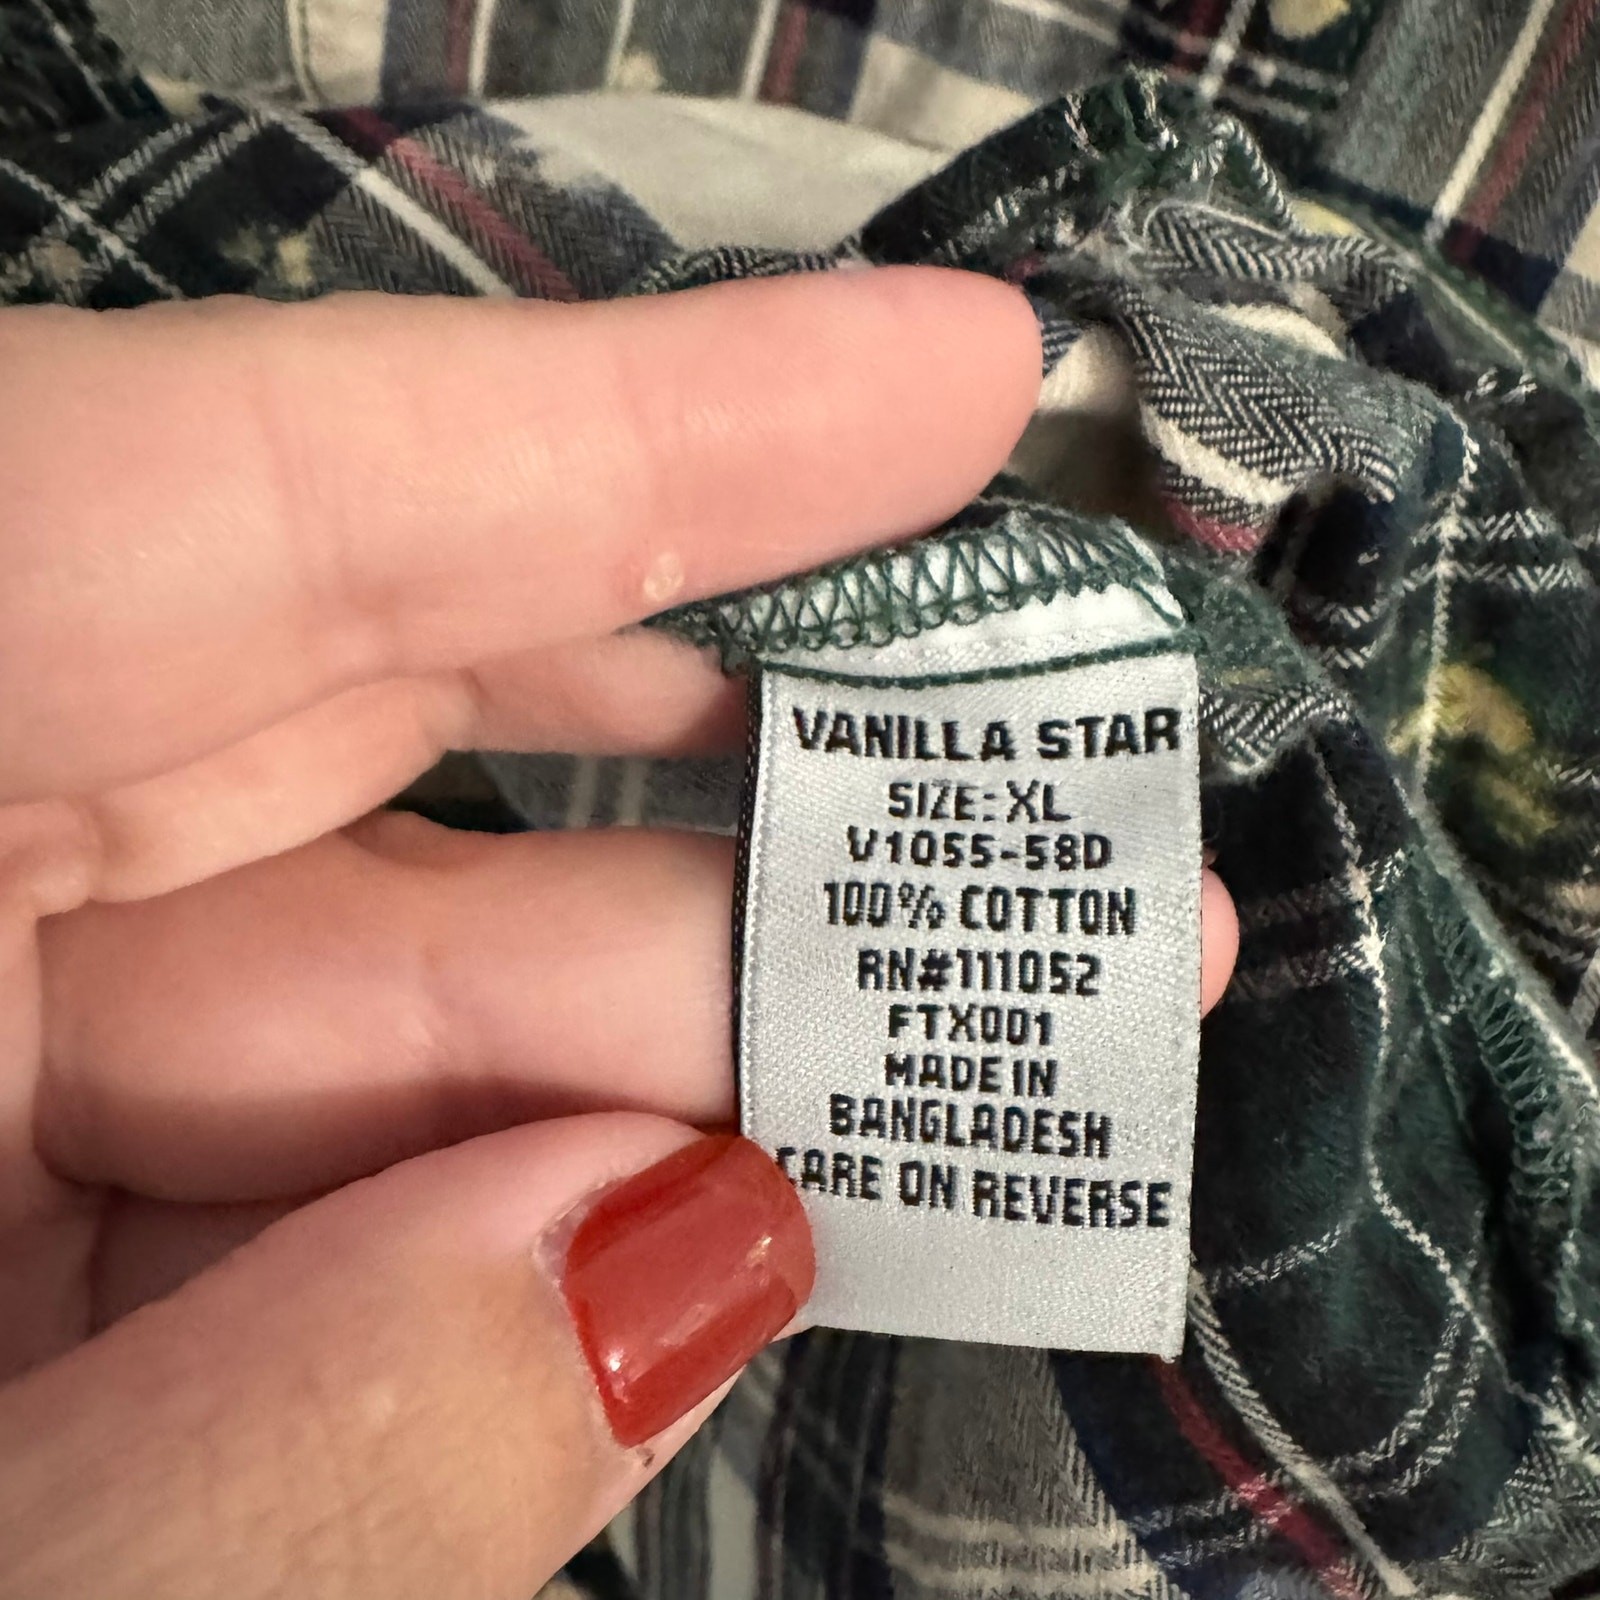 VANILLA STAR
SIZE: XL
V1055-58D
100% COTTON
RN#111052
FTX001
MADE IN
BANGLADESH
CARE ON REVERSE